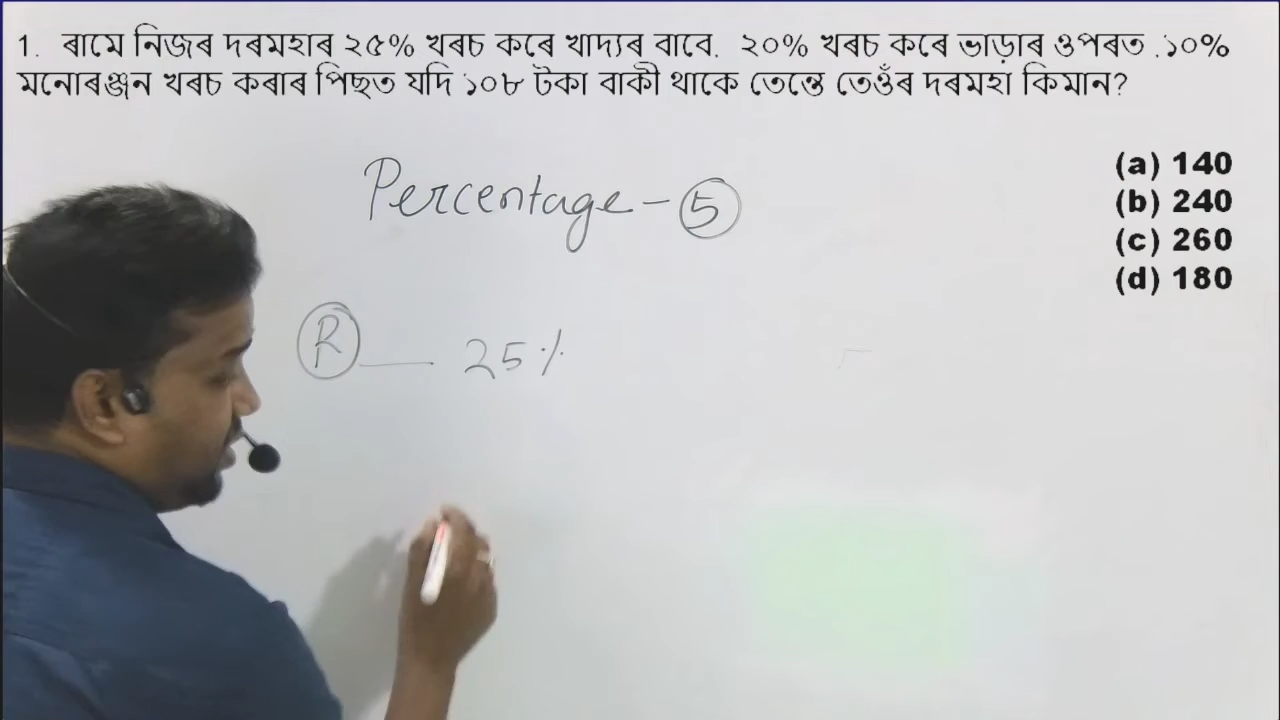 1. ৰামে নিজৰ দৰমহাৰ ২৫% খৰচ কৰে খাদ্যৰ বাবে. ২০% খৰচ কৰে ভাড়াৰ ওপৰত .১০%
মনোৰঞ্জন খৰচ কৰাৰ পিছত যদি ১০৮ টকা বাকী থাকে তেন্তে তেওঁৰ দৰমহা কিমান?
(a) 140
(b) 240
(c) 260
(d) 180
Percentage - 5
R — 25%